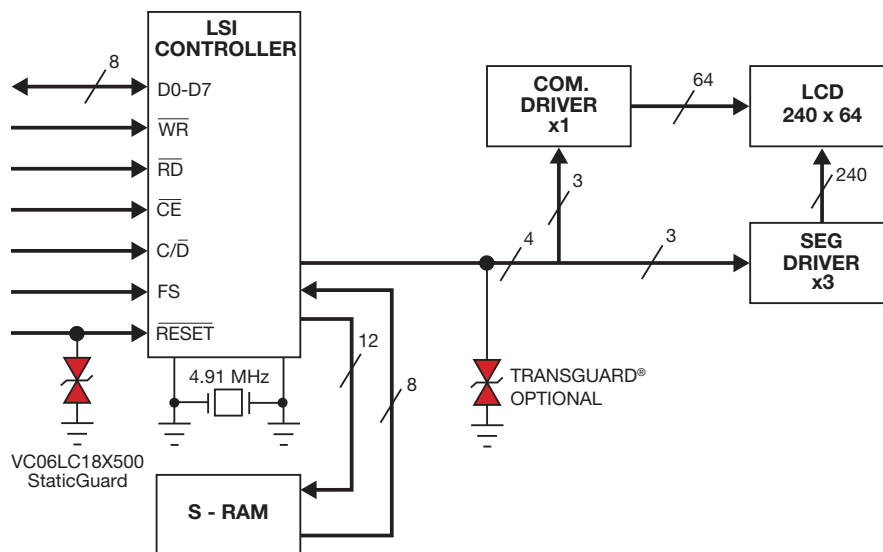 LSI
CONTROLLER
8
D0-D7
WR
RD
CE
C/D
FS
RESET
4.91 MHz
VC06LC18X500
StaticGuard
S - RAM
12
8
4
3
3
COM.
DRIVER
x1
64
LCD
240 x 64
240
SEG
DRIVER
x3
TRANSGUARD®
OPTIONAL